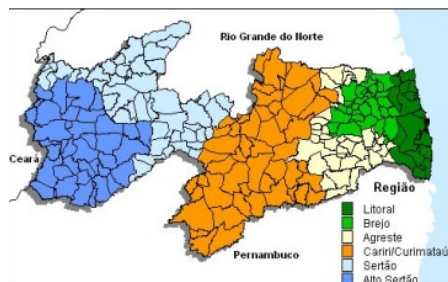 Rio Grande do Norte
Ceará
Região
Litoral
Brejo
Agreste
Cariri/Curimataú
Sertão
Alto Sertão
Pernambuco